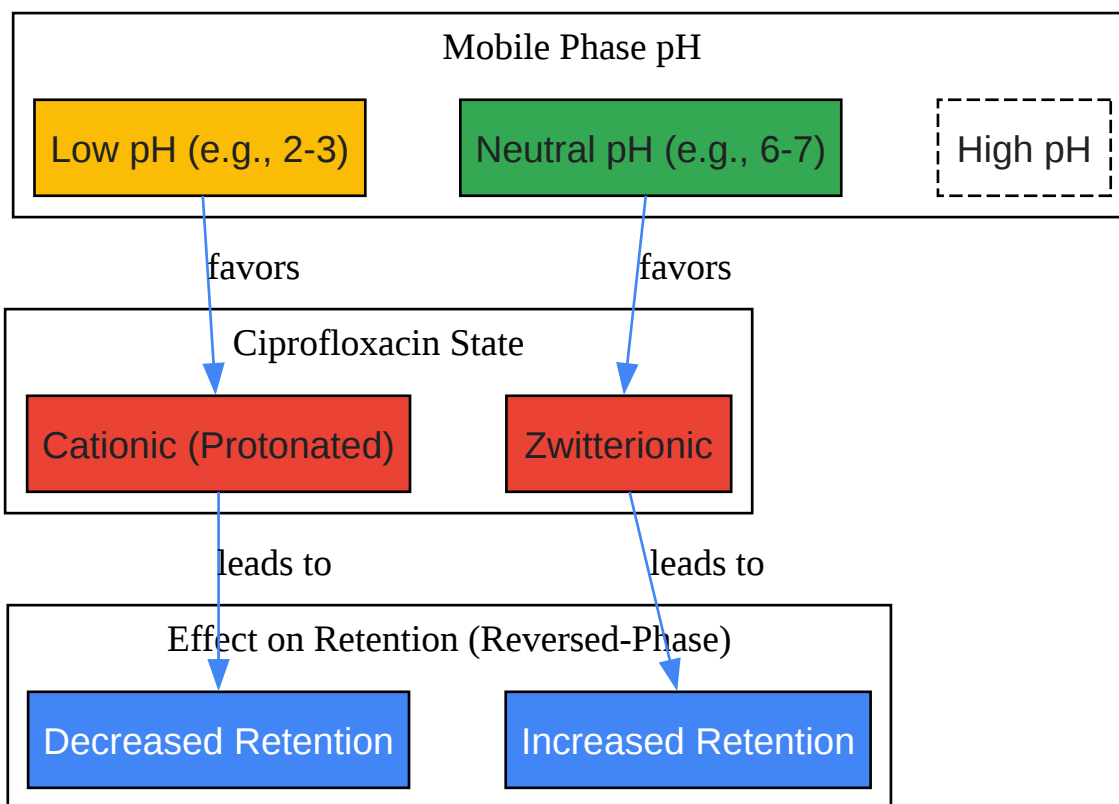 Mobile Phase pH
Low pH (e.g., 2-3)
Neutral pH (e.g., 6-7)
High pH
favors
favors
Ciprofloxacin State
Cationic (Protonated)
Zwitterionic
leads to
leads to
Effect on Retention (Reversed-Phase)
Decreased Retention
Increased Retention